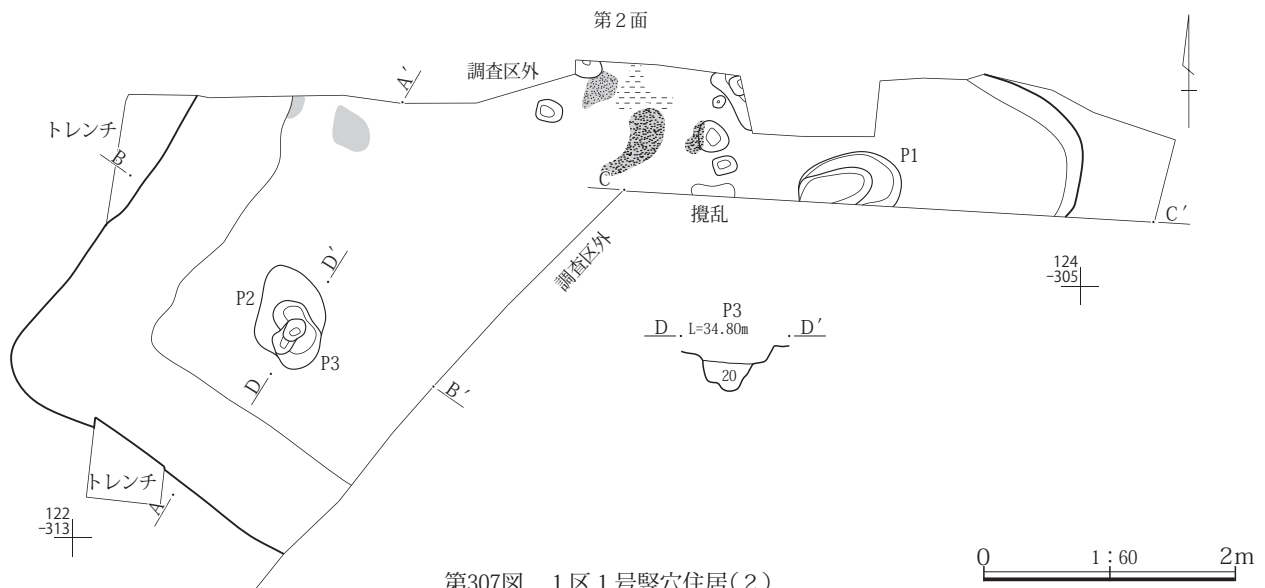 第２面
調査区外
A′
トレンチ
B
P1
C
攪乱
C′
調査区外
124
-305
D′
P2
P3
P3
D
L=34.80m
D′
20
D
B′
トレンチ
A
122
-313
0
1：60
2m
第307図　１区１号竪穴住居(２)